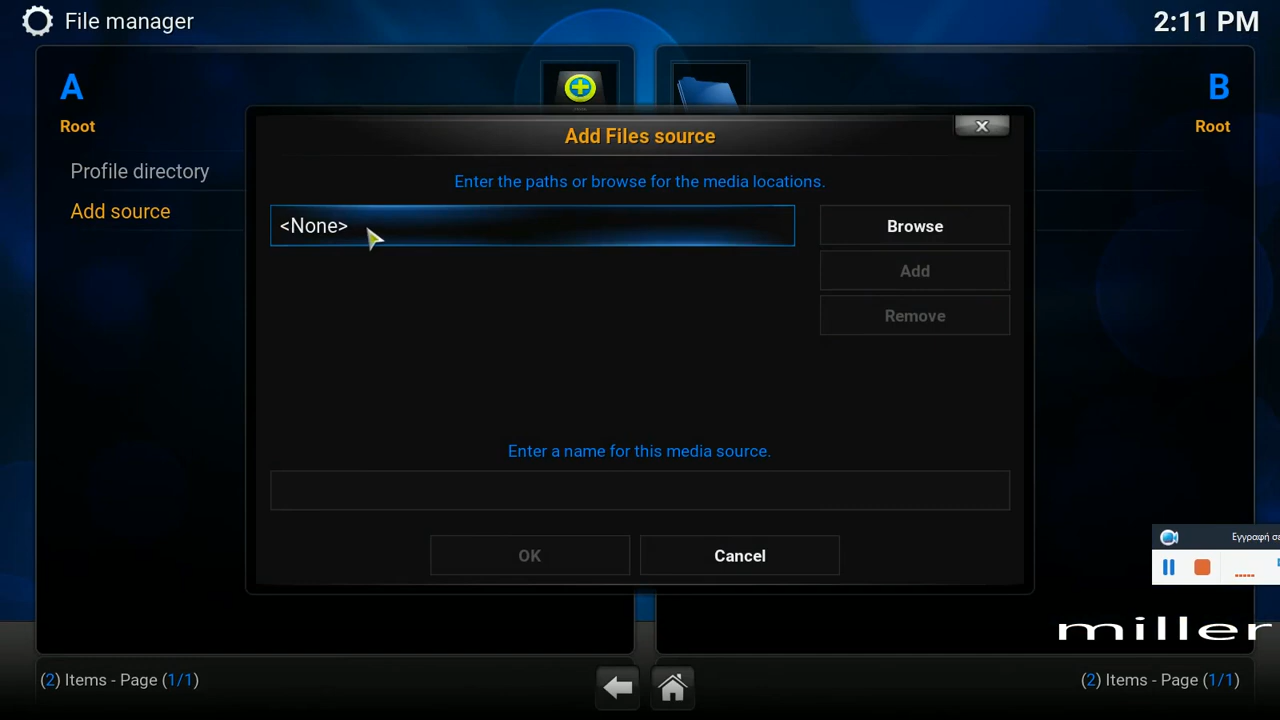 File manager
2:11 PM
A
Root
B
Root
Profile directory
Add source
Add Files source
Enter the paths or browse for the media locations.
<None>
Browse
Add
Remove
Enter a name for this media source.
OK
Cancel
Εγγραφή σε
miller
(2) Items - Page (1/1)
(2) Items - Page (1/1)